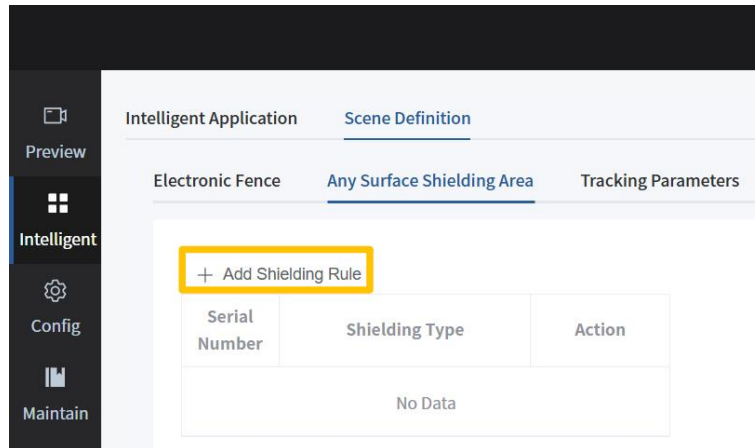 Preview
Intelligent
Config
Maintain
Intelligent Application Scene Definition
Electronic Fence Any Surface Shielding Area Tracking Parameters
+ Add Shielding Rule
Serial Number Shielding Type Action
No Data